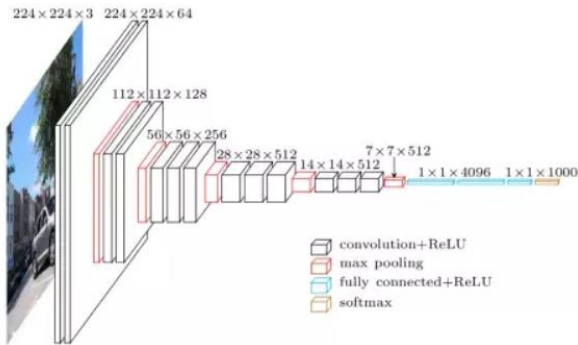 224×224×3
224×224×64
112×112×128
56×56×256
28×28×512
14×14×512
7×7×512
1×1×4096
1×1×1000
convolution+ReLU
max pooling
fully connected+ReLU
softmax